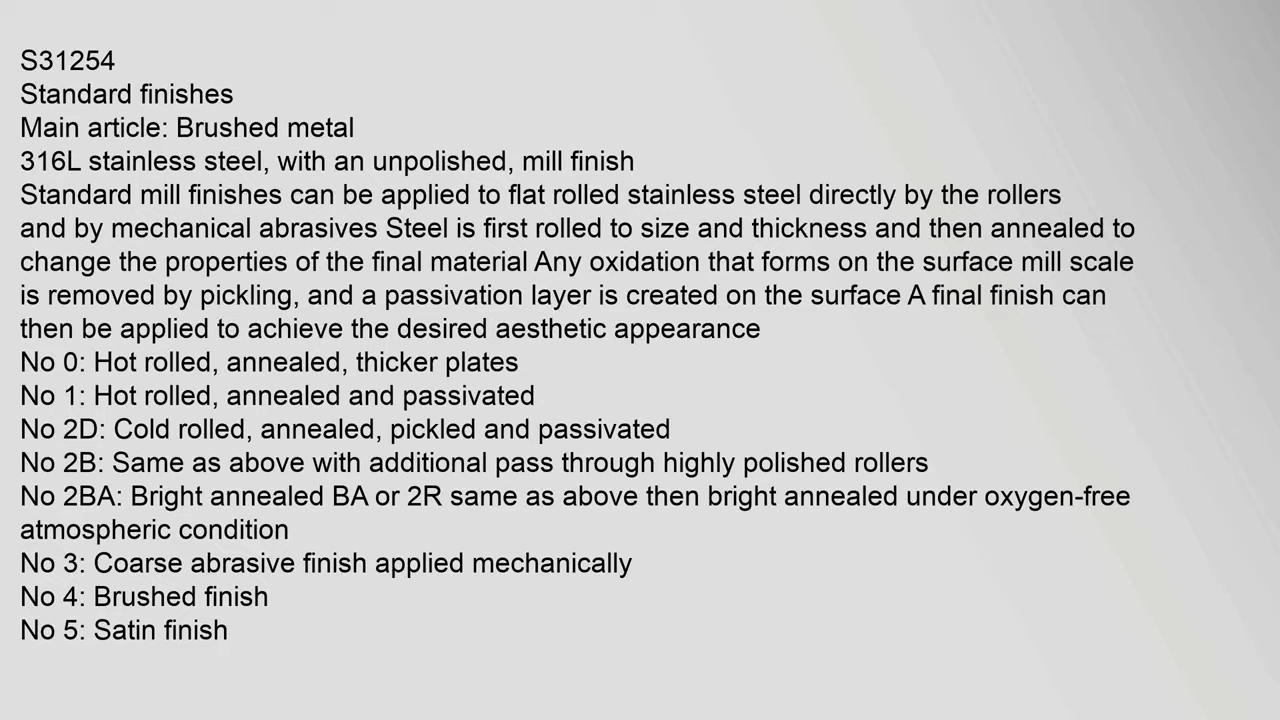 S31254
Standard finishes
Main article: Brushed metal
316L stainless steel, with an unpolished, mill finish
Standard mill finishes can be applied to flat rolled stainless steel directly by the rollers
and by mechanical abrasives Steel is first rolled to size and thickness and then annealed to
change the properties of the final material Any oxidation that forms on the surface mill scale
is removed by pickling, and a passivation layer is created on the surface A final finish can
then be applied to achieve the desired aesthetic appearance
No 0: Hot rolled, annealed, thicker plates
No 1: Hot rolled, annealed and passivated
No 2D: Cold rolled, annealed, pickled and passivated
No 2B: Same as above with additional pass through highly polished rollers
No 2BA: Bright annealed BA or 2R same as above then bright annealed under oxygen-free
atmospheric condition
No 3: Coarse abrasive finish applied mechanically
No 4: Brushed finish
No 5: Satin finish